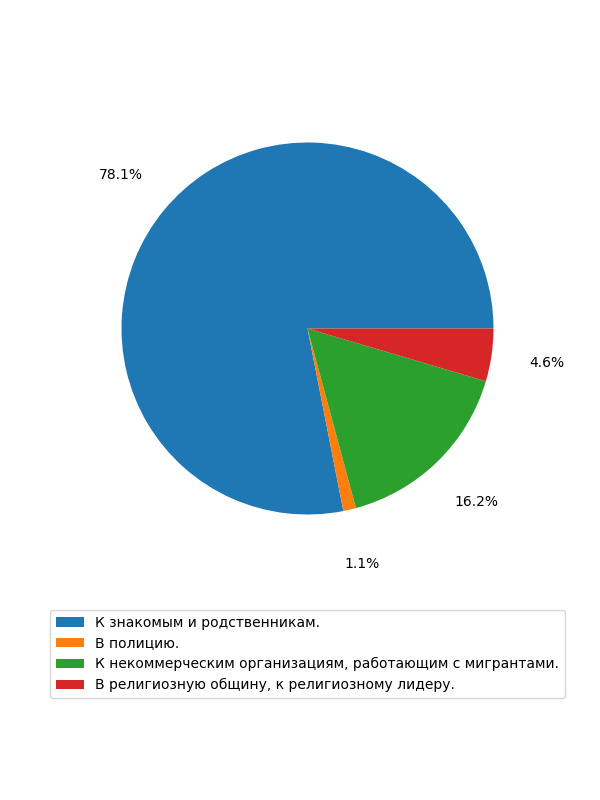 78.1%
4.6%
16.2%
1.1%
К знакомым и родственникам.
В полицию.
К некоммерческим организациям, работающим с мигрантами.
В религиозную общину, к религиозному лидеру.